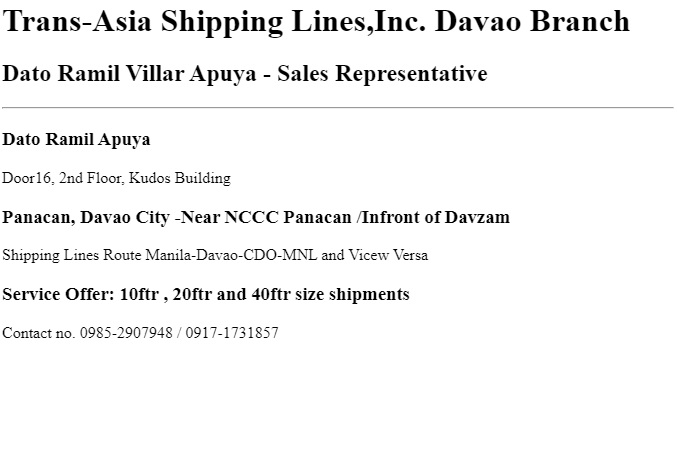 Trans-Asia Shipping Lines,Inc. Davao Branch
Dato Ramil Villar Apuya - Sales Representative
Dato Ramil Apuya
Door16, 2nd Floor, Kudos Building
Panacan, Davao City -Near NCCC Panacan /Infront of Davzam
Shipping Lines Route Manila-Davao-CDO-MNL and Vicew Versa
Service Offer: 10ftr , 20ftr and 40ftr size shipments
Contact no. 0985-2907948 / 0917-1731857